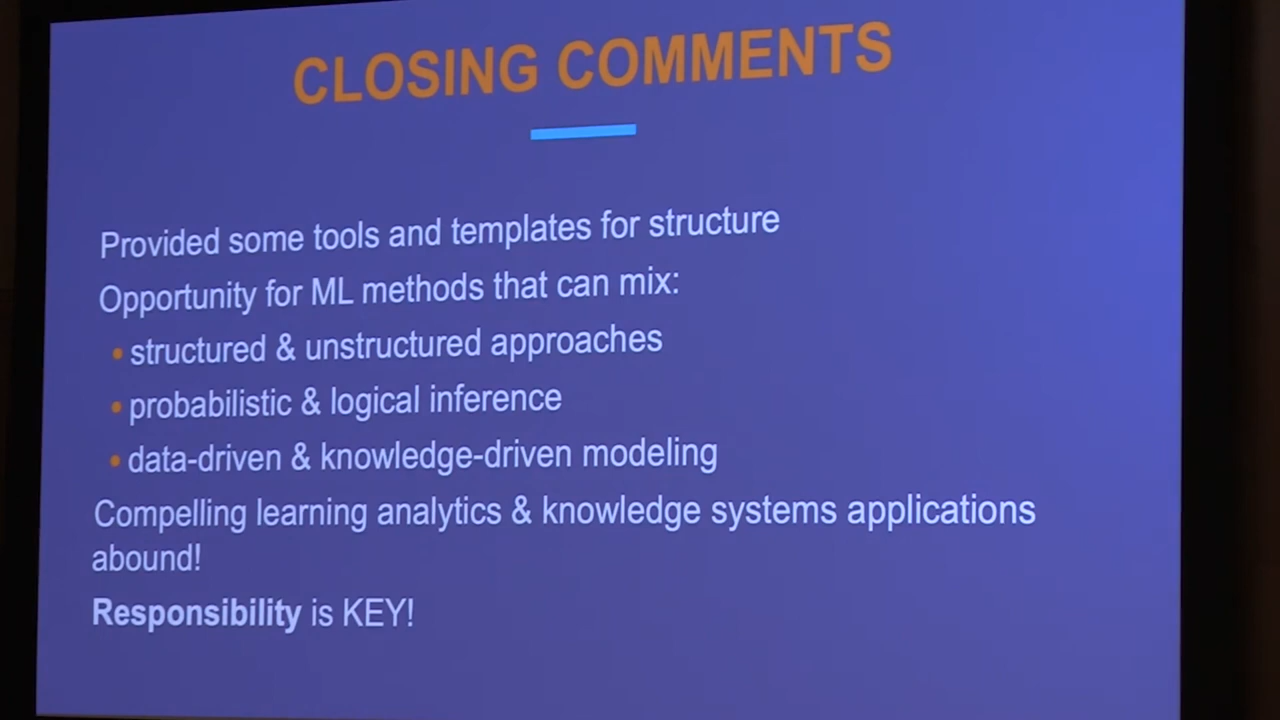 CLOSING COMMENTS
Provided some tools and templates for structure
Opportunity for ML methods that can mix:
• structured & unstructured approaches
• probabilistic & logical inference
• data-driven & knowledge-driven modeling
Compelling learning analytics & knowledge systems applications
abound!
Responsibility is KEY!